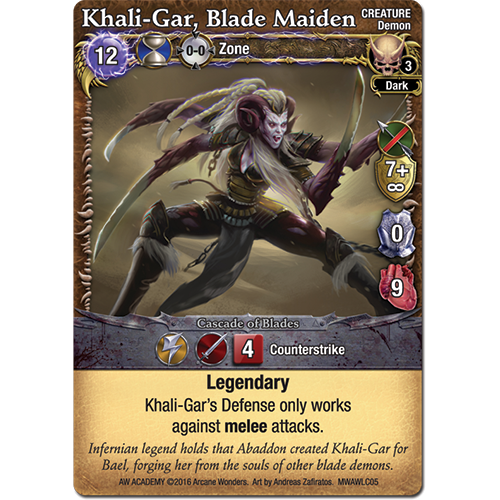 Khali-Gar, Blade Maiden
CREATURE
Demon
12
0-0
Zone
3
Dark
7+
∞
0
9
Cascade of Blades
4
Counterstrike
Legendary
Khali-Gar's Defense only works
against melee attacks.
Infernian legend holds that Abaddon created Khali-Gar for
Bael, forging her from the souls of other blade demons.
AW ACADEMY ©2016 Arcane Wonders. Art by Andreas Zafiratos. MWAWLC05